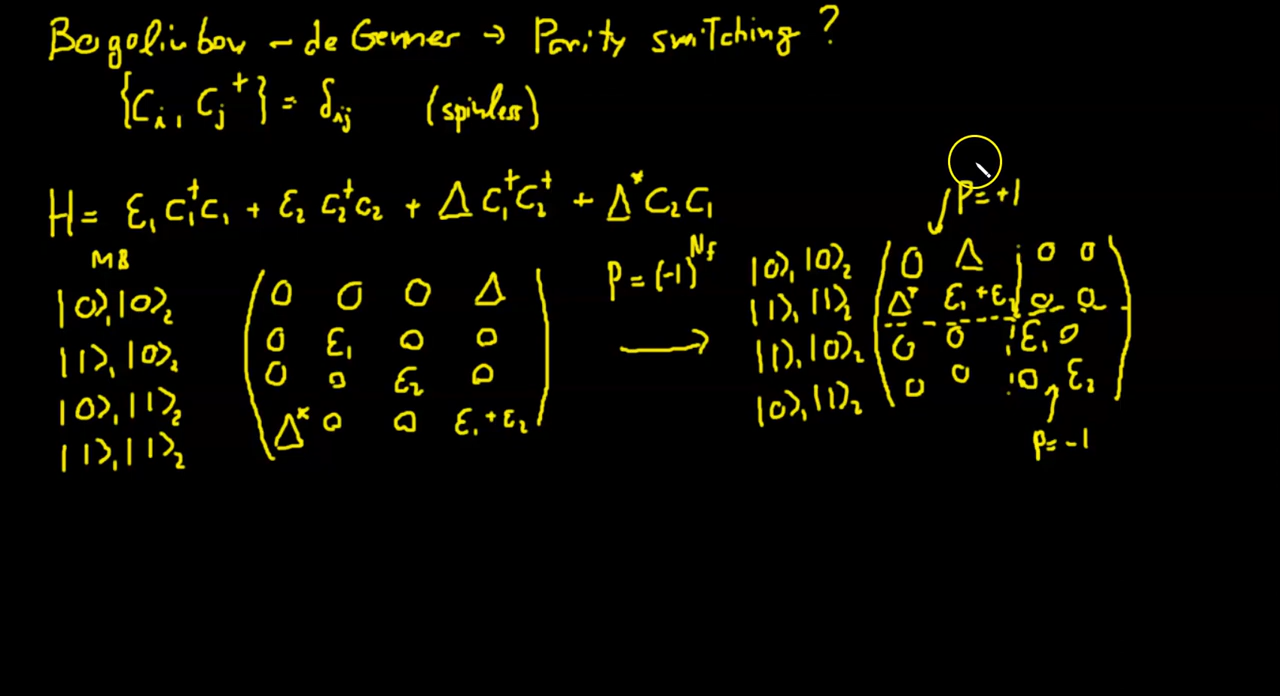 Bogoliubov - de Gennes → Parity switching?
{C_i, C_j^†} = δ_ij (spinless)
H = ε_1 C_1^† C_1 + ε_2 C_2^† C_2 + Δ C_1^† C_2^† + Δ^* C_2 C_1
MB
|0⟩_1 |0⟩_2
|1⟩_1 |0⟩_2
|0⟩_1 |1⟩_2
|1⟩_1 |1⟩_2
0 0 0 Δ
0 ε_1 0 0
0 0 ε_2 0
Δ^* 0 0 ε_1+ε_2
P = (-1)^{N_f}
→
P = +1
|0⟩_1 |0⟩_2
|1⟩_1 |1⟩_2
|1⟩_1 |0⟩_2
|0⟩_1 |1⟩_2
0 Δ 0 0
Δ^* ε_1+ε_2 0 0
0 0 ε_1 0
0 0 0 ε_2
P = -1